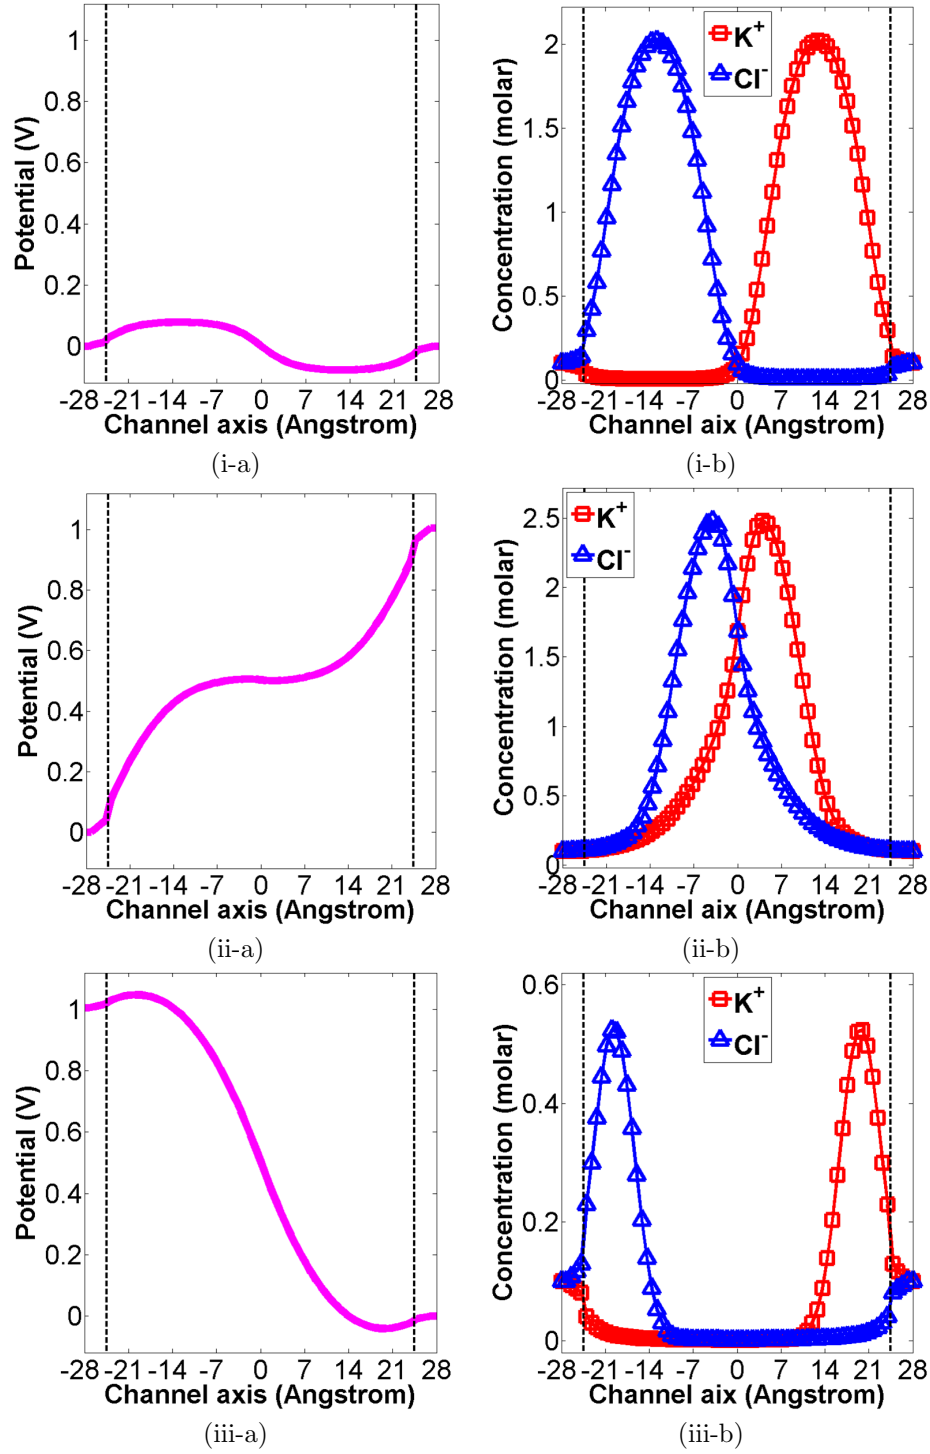 1
0.8
0.6
0.4
0.2
0
-28 -21 -14 -7 0 7 14 21 28
Potential (V)
Channel axis (Angstrom)
(i-a)
K+
Cl-
2
1.5
1
0.5
0
-28 -21 -14 -7 0 7 14 21 28
Concentration (molar)
Channel aix (Angstrom)
(i-b)
1
0.8
0.6
0.4
0.2
0
-28 -21 -14 -7 0 7 14 21 28
Potential (V)
Channel axis (Angstrom)
(ii-a)
K+
Cl-
2.5
2
1.5
1
0.5
0
-28 -21 -14 -7 0 7 14 21 28
Concentration (molar)
Channel aix (Angstrom)
(ii-b)
1
0.8
0.6
0.4
0.2
0
-28 -21 -14 -7 0 7 14 21 28
Potential (V)
Channel axis (Angstrom)
(iii-a)
K+
Cl-
0.6
0.4
0.2
0
-28 -21 -14 -7 0 7 14 21 28
Concentration (molar)
Channel aix (Angstrom)
(iii-b)